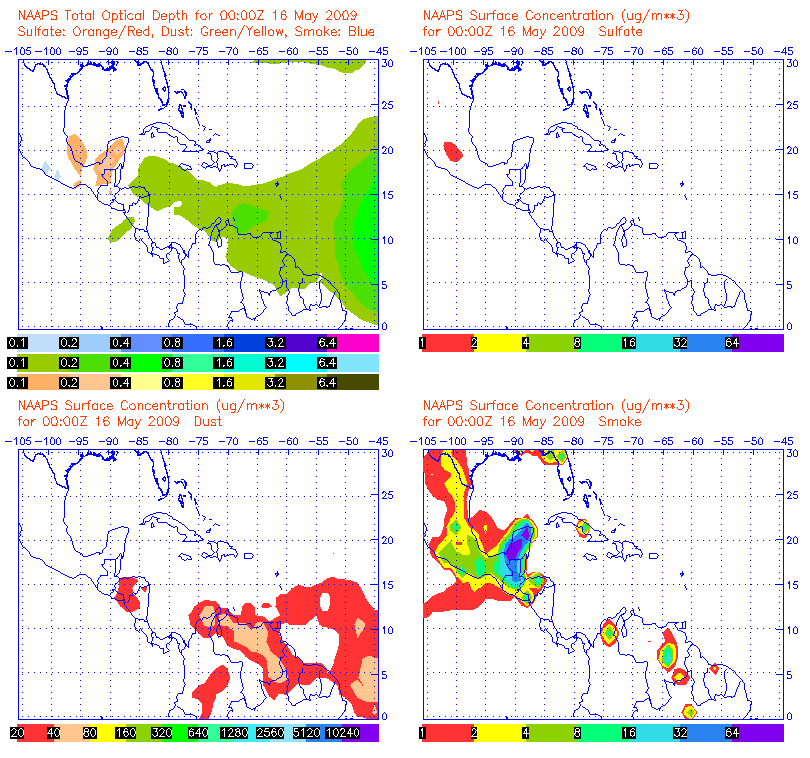 NAAPS Total Optical Depth for 00:00Z 16 May 2009
Sulfate: Orange/Red, Dust: Green/Yellow, Smoke: Blue
-105 -100 -95 -90 -85 -80 -75 -70 -65 -60 -55 -50 -45
30
25
20
15
10
5
0
0.1 0.2 0.4 0.8 1.6 3.2 6.4
0.1 0.2 0.4 0.8 1.6 3.2 6.4
0.1 0.2 0.4 0.8 1.6 3.2 6.4
NAAPS Surface Concentration (ug/m**3)
for 00:00Z 16 May 2009 Sulfate
-105 -100 -95 -90 -85 -80 -75 -70 -65 -60 -55 -50 -45
30
25
20
15
10
5
0
1 2 4 8 16 32 64
NAAPS Surface Concentration (ug/m**3)
for 00:00Z 16 May 2009 Dust
-105 -100 -95 -90 -85 -80 -75 -70 -65 -60 -55 -50 -45
30
25
20
15
10
5
0
20 40 80 160 320 640 1280 2560 5120 10240
NAAPS Surface Concentration (ug/m**3)
for 00:00Z 16 May 2009 Smoke
-105 -100 -95 -90 -85 -80 -75 -70 -65 -60 -55 -50 -45
30
25
20
15
10
5
0
1 2 4 8 16 32 64